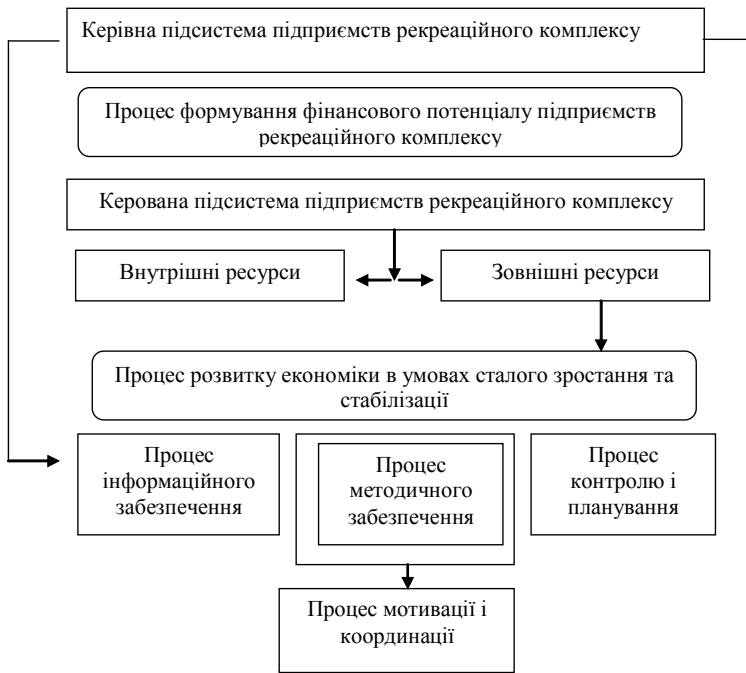 Керівна підсистема підприємств рекреаційного комплексу
Процес формування фінансового потенціалу підприємств
рекреаційного комплексу
Керована підсистема підприємств рекреаційного комплексу
Внутрішні ресурси
Зовнішні ресурси
Процес розвитку економіки в умовах сталого зростання та
стабілізації
Процес
інформаційного
забезпечення
Процес
методичного
забезпечення
Процес
контролю і
планування
Процес мотивації і
координації